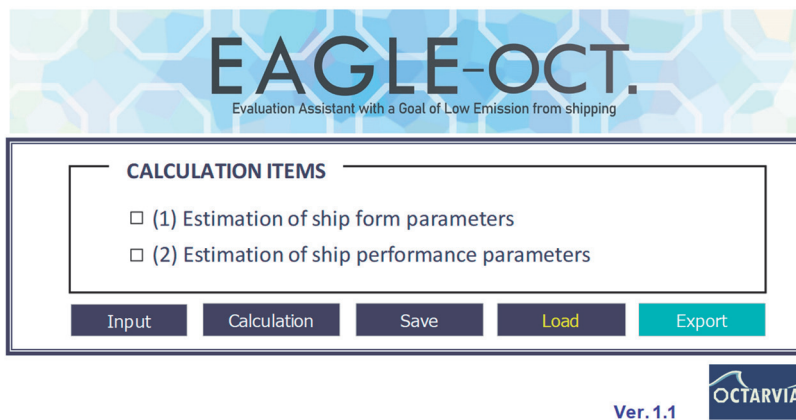 EAGLE-OCT.
Evaluation Assistant with a Goal of Low Emission from shipping
CALCULATION ITEMS
(1) Estimation of ship form parameters
(2) Estimation of ship performance parameters
Input
Calculation
Save
Load
Export
OCTARVIA
Ver.1.1